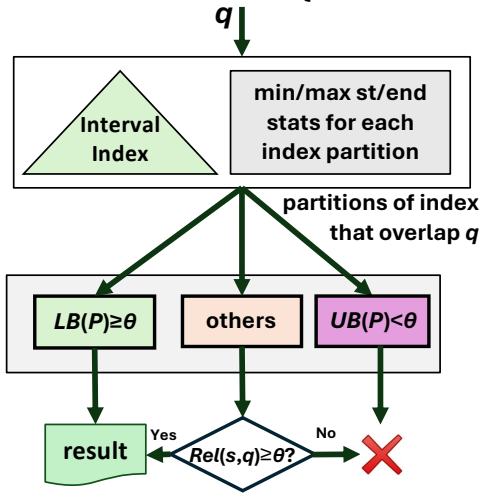 q
Interval
Index
min/max st/end
stats for each
index partition
partitions of index
that overlap q
LB(P)≥θ
others
UB(P)<θ
result
Yes
Rel(s,q)≥θ?
No